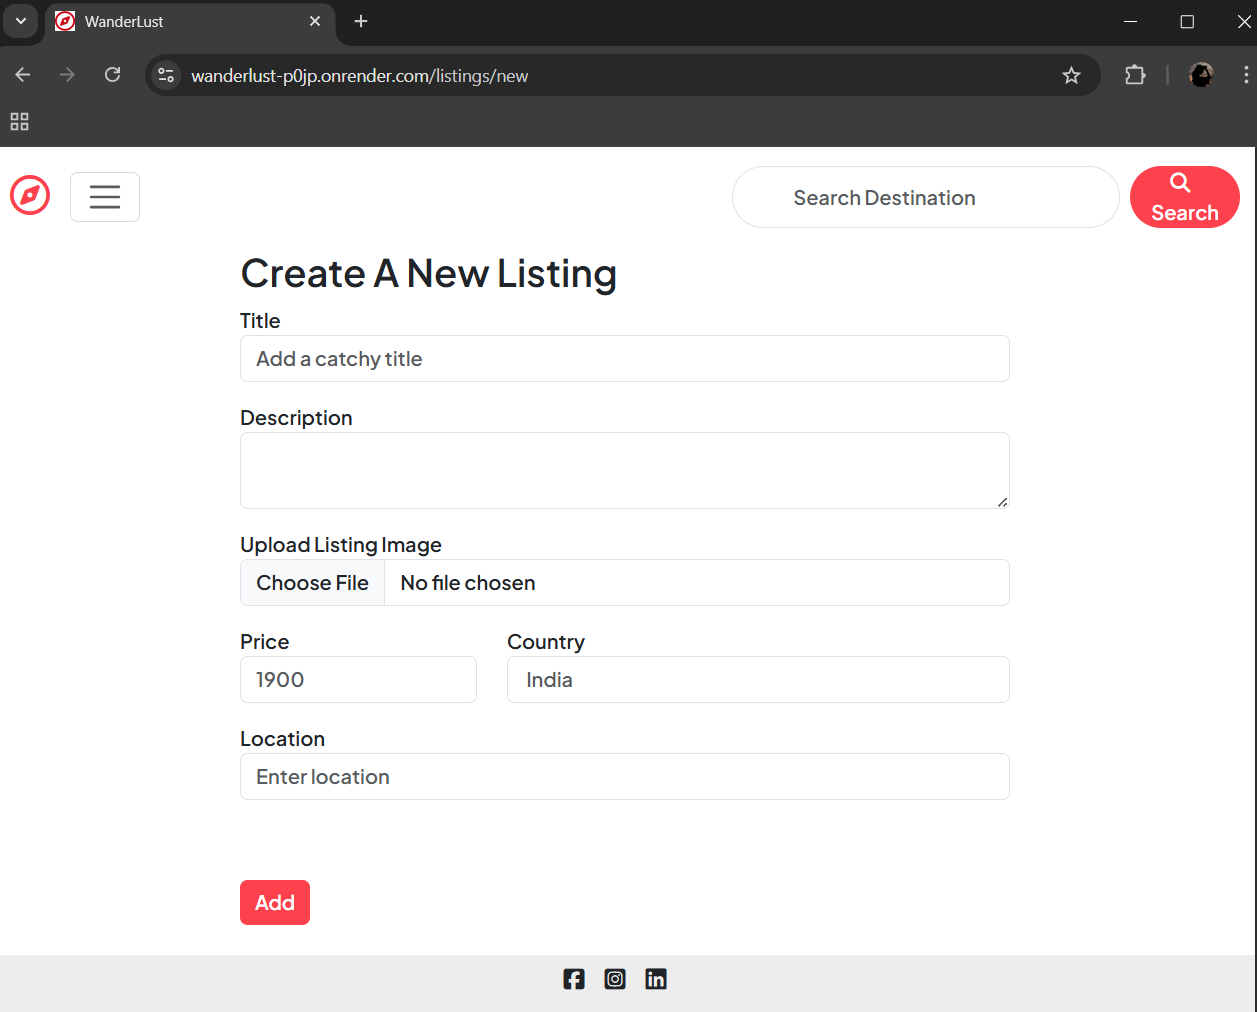 WanderLust
wanderlust-p0jp.onrender.com/listings/new
Search Destination
Search
Create A New Listing
Title
Add a catchy title
Description
Upload Listing Image
Choose File No file chosen
Price Country
1900 India
Location
Enter location
Add